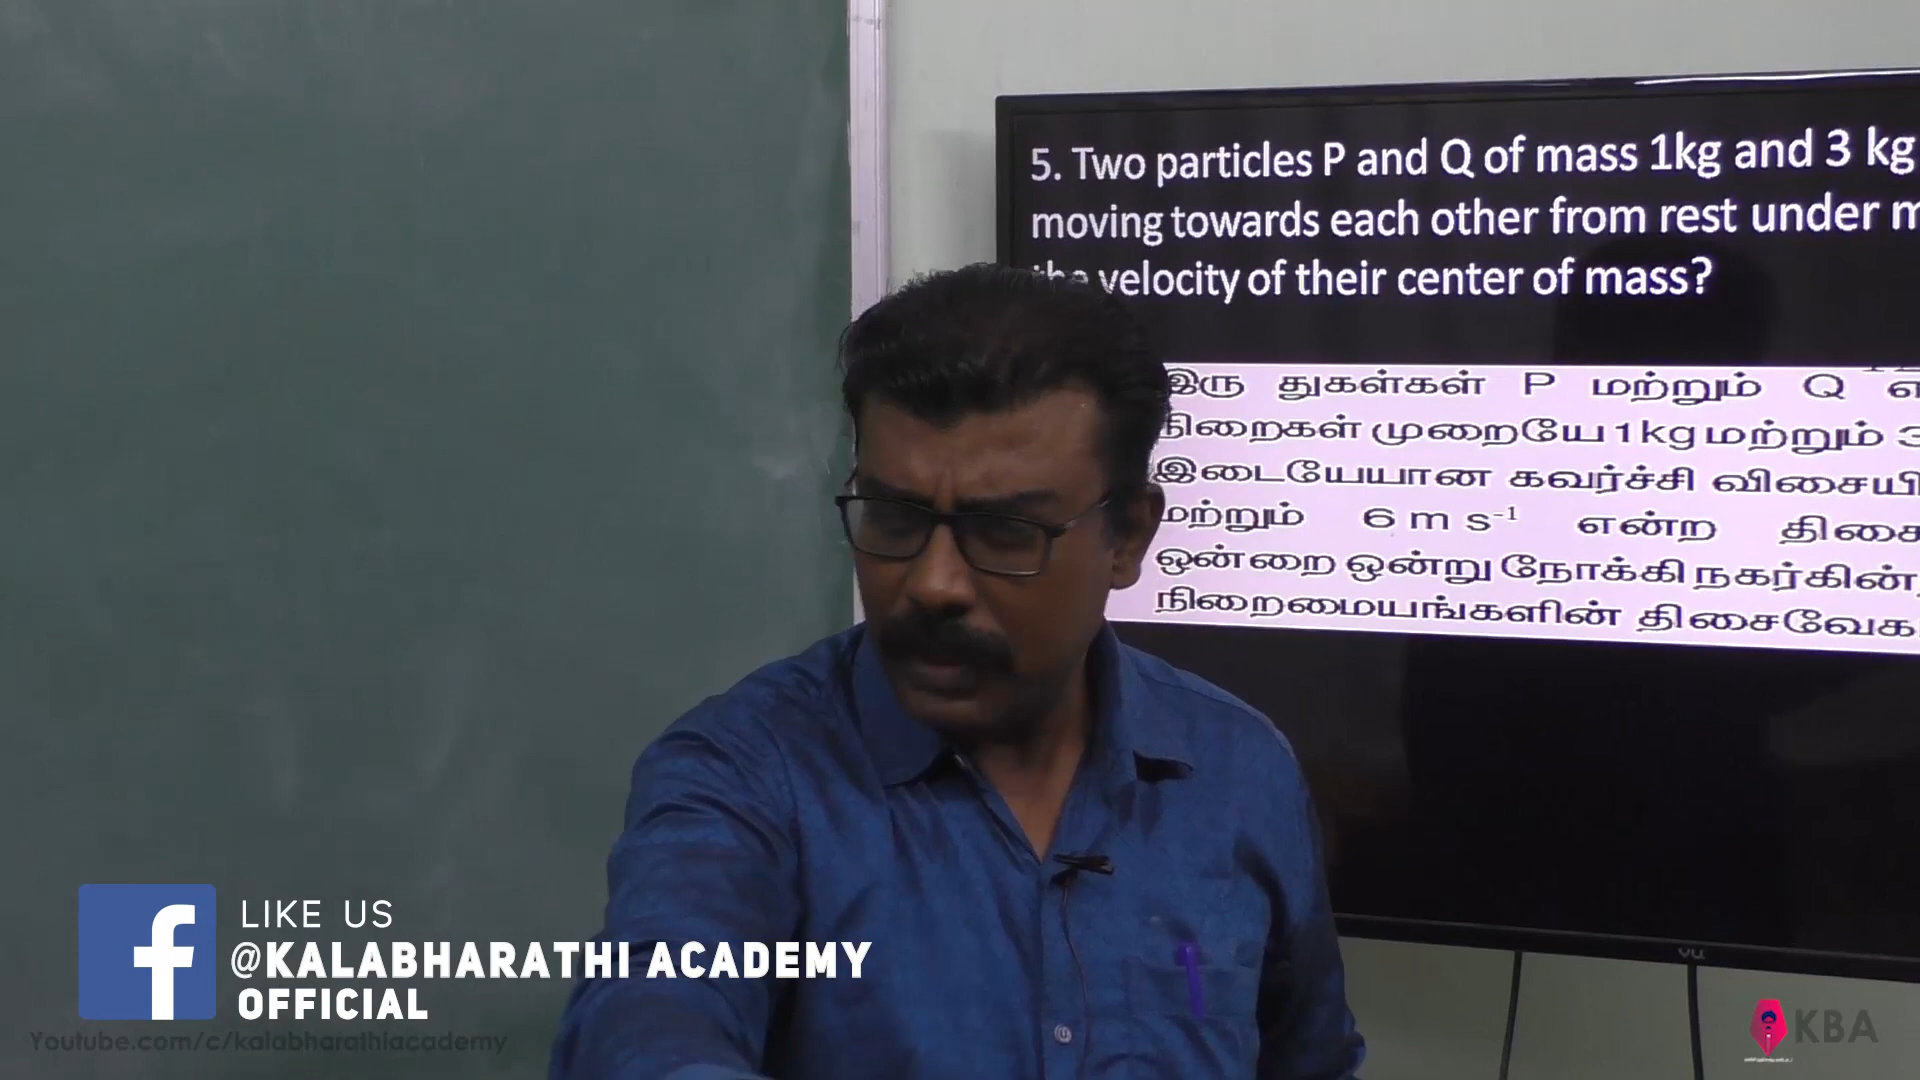 5. Two particles P and Q of mass 1kg and 3 kg
moving towards each other from rest under
the velocity of their center of mass?
இரு துகள்கள் P மற்றும் Q
நிறைகள் முறையே 1kg மற்றும்
இடையேயான கவர்ச்சி
மற்றும் 6 m s⁻¹ என்ற
ஒன்றை ஒன்று நோக்கி
நிறைமையங்களின்
LIKE US
@KALABHARATHI ACADEMY
OFFICIAL
Youtube.com/c/kalabharathiacademy
VU
KBA